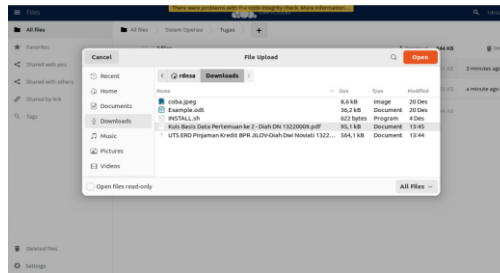 There were problems with the code integrity check. More information...
Files
All files
All files
Sistem Operasi
Tugas
+
Favorites
Shared with you
Shared with others
Shared by link
Tags
3 minutes ago
a minute ago
Cancel
File Upload
Open
Recent
Home
Documents
Downloads
Music
Pictures
Videos
rdnsa
Downloads
Name
Size
Type
Modified
coba.jpeg 8,6 kB Image 20 Des
Example.odt 36,2 kB Document 20 Des
INSTALL.sh 622 bytes Program 4 Des
Kuis Basis Data Pertemuan ke 2 - Diah DN 13220009.pdf 95,1 kB Document 13:45
UTS ERD Pinjaman Kredit BPR JILOV-Diah Dwi Noviati 1322... 564,1 kB Document 13:44
Open files read-only
All Files
Deleted files
Settings